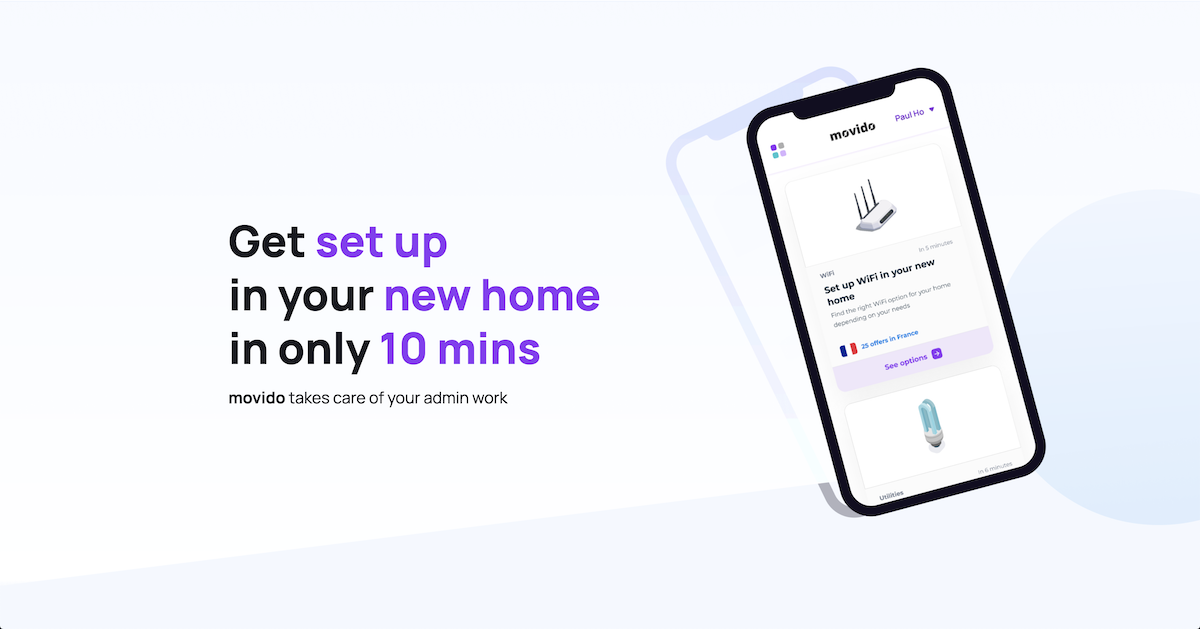 Get set up
in your new home
in only 10 mins
movido takes care of your admin work
movido
Paul Ho
In 5 minutes
WiFi
Set up WiFi in your new
home
Find the right WiFi option for your home
depending on your needs
25 offers in France
See options
In 6 minutes
Utilities